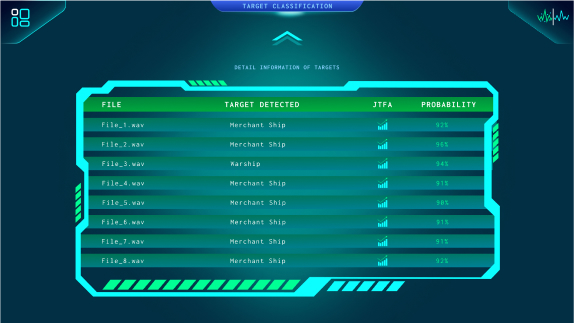 TARGET CLASSIFICATION
DETAIL INFORMATION OF TARGETS
FILE TARGET DETECTED JTFA PROBABILITY
File_1.wav Merchant Ship 92%
File_2.wav Merchant Ship 96%
File_3.wav Warship 94%
File_4.wav Merchant Ship 91%
File_5.wav Merchant Ship 90%
File_6.wav Merchant Ship 91%
File_7.wav Merchant Ship 91%
File_8.wav Merchant Ship 92%